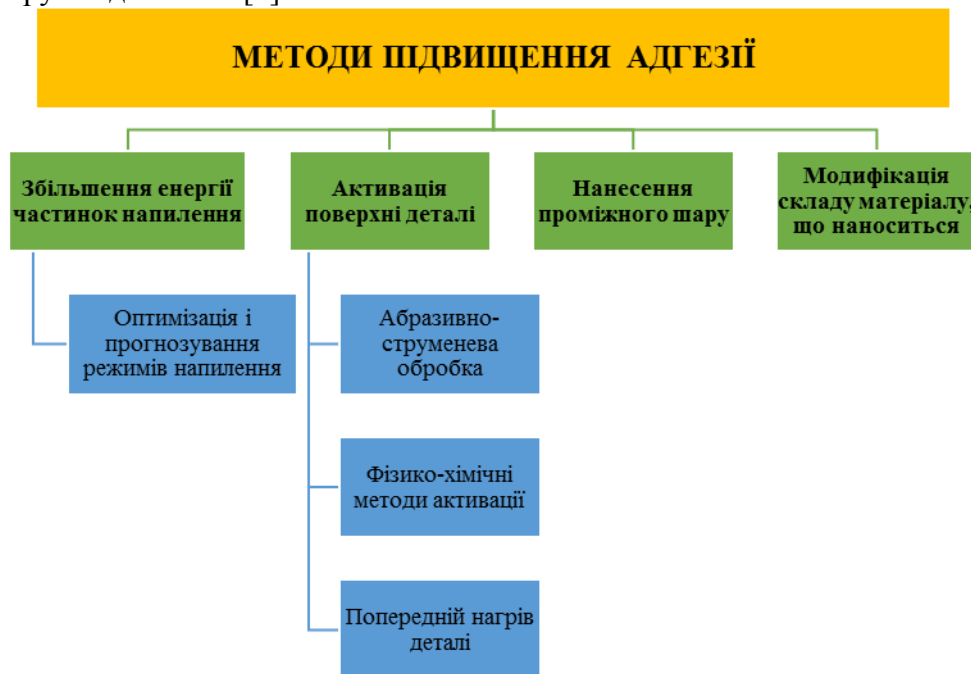 МЕТОДИ ПІДВИЩЕННЯ АДГЕЗІЇ
Збільшення енергії
частинок напилення
Оптимізація і
прогнозування
режимів напилення
Активація
поверхні деталі
Абразивно-
струменева
обробка
Фізико-хімічні
методи активації
Попередній нагрів
деталі
Нанесення
проміжного шару
Модифікація
складу матеріалу,
що наноситься